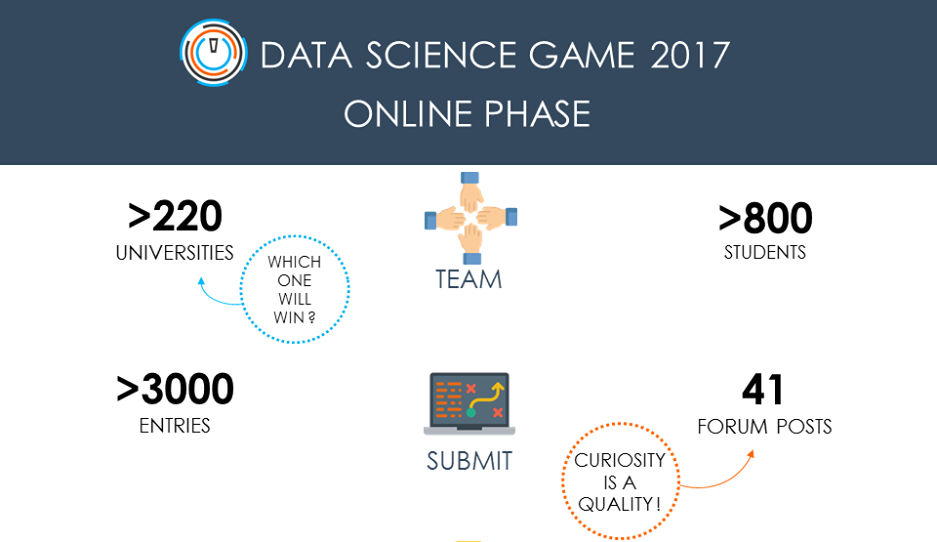 DATA SCIENCE GAME 2017
ONLINE PHASE
>220
UNIVERSITIES
WHICH
ONE
WILL
WIN ?
TEAM
>800
STUDENTS
>3000
ENTRIES
SUBMIT
41
FORUM POSTS
CURIOSITY
IS A
QUALITY !